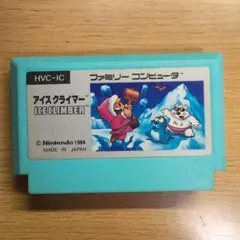 HVC-IC
ファミリー コンピュータ
アイスクライマー
ICE CLIMBER
© Nintendo 1984
MADE IN JAPAN